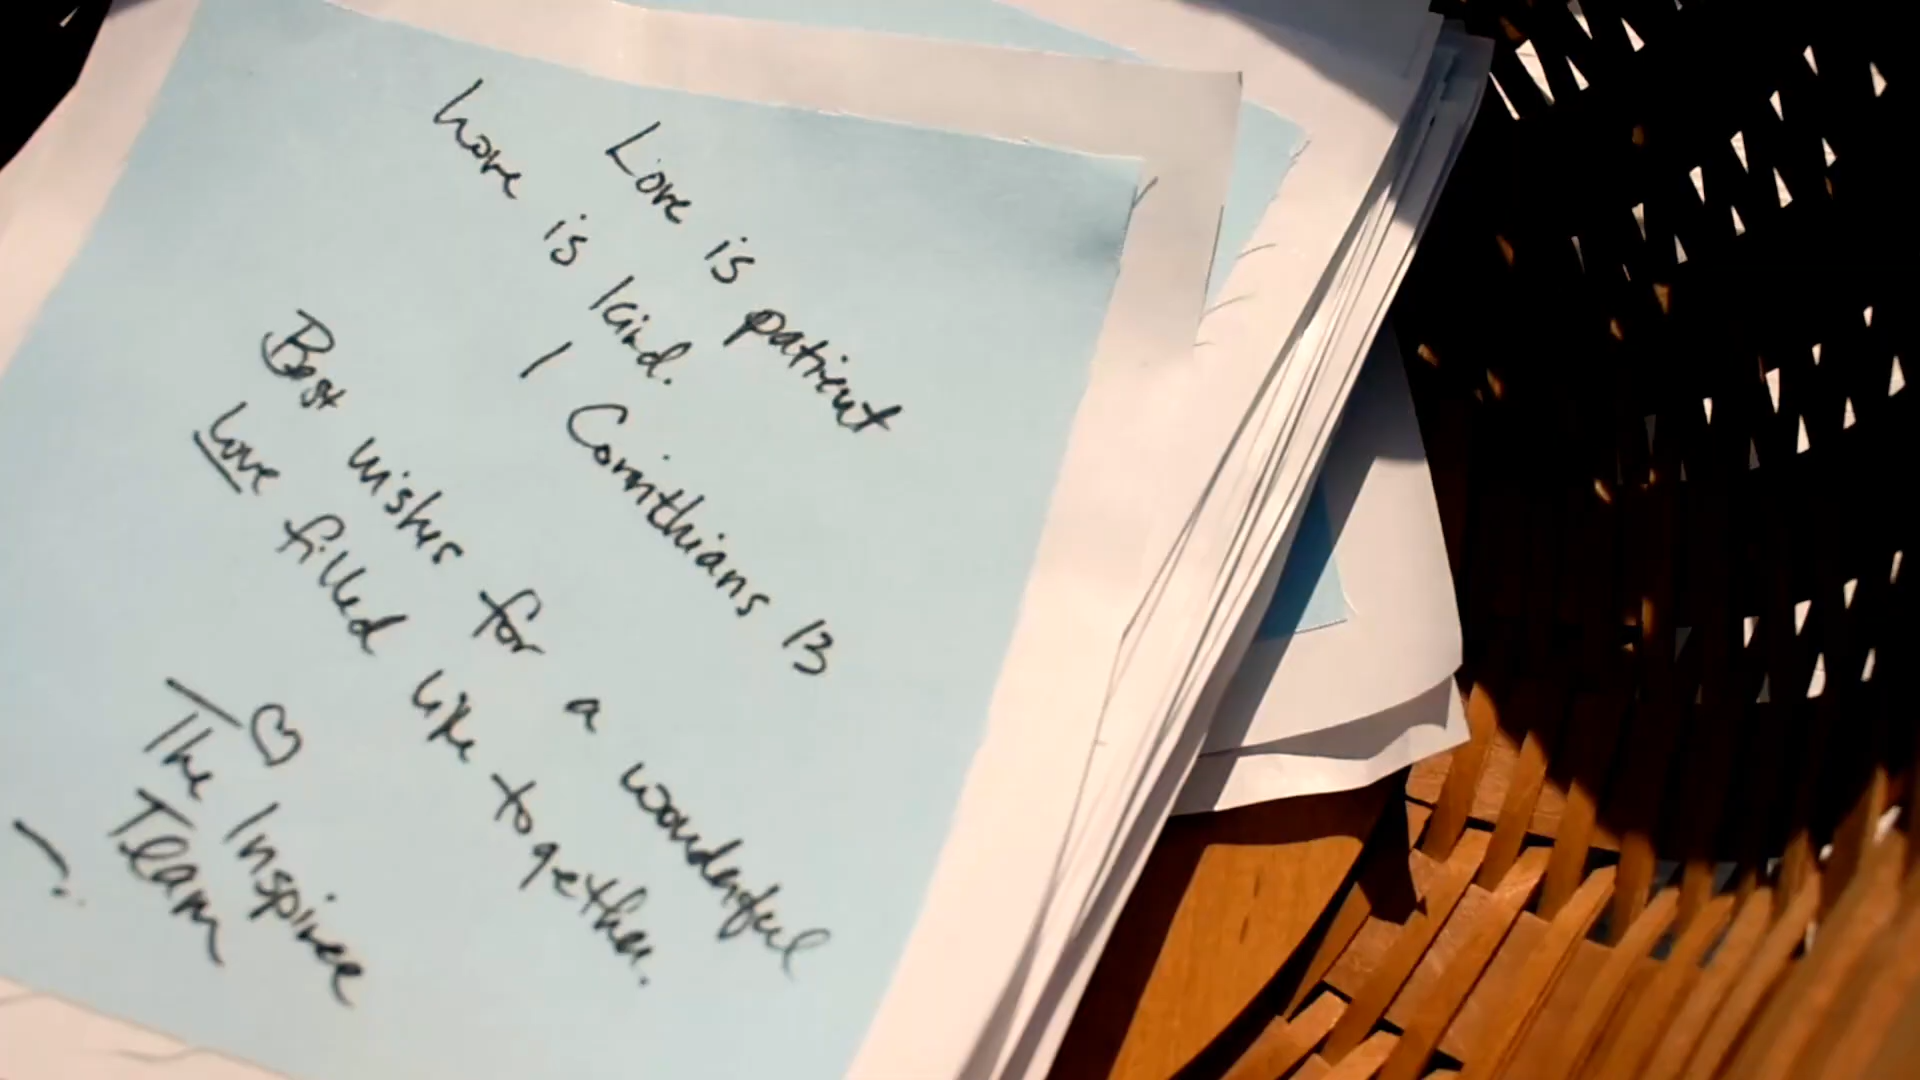 Love is patient
Love is kind.
1 Corinthians 13
Best wishes for a wonderful
Love filled life together.
♡
The Inspiree
Team